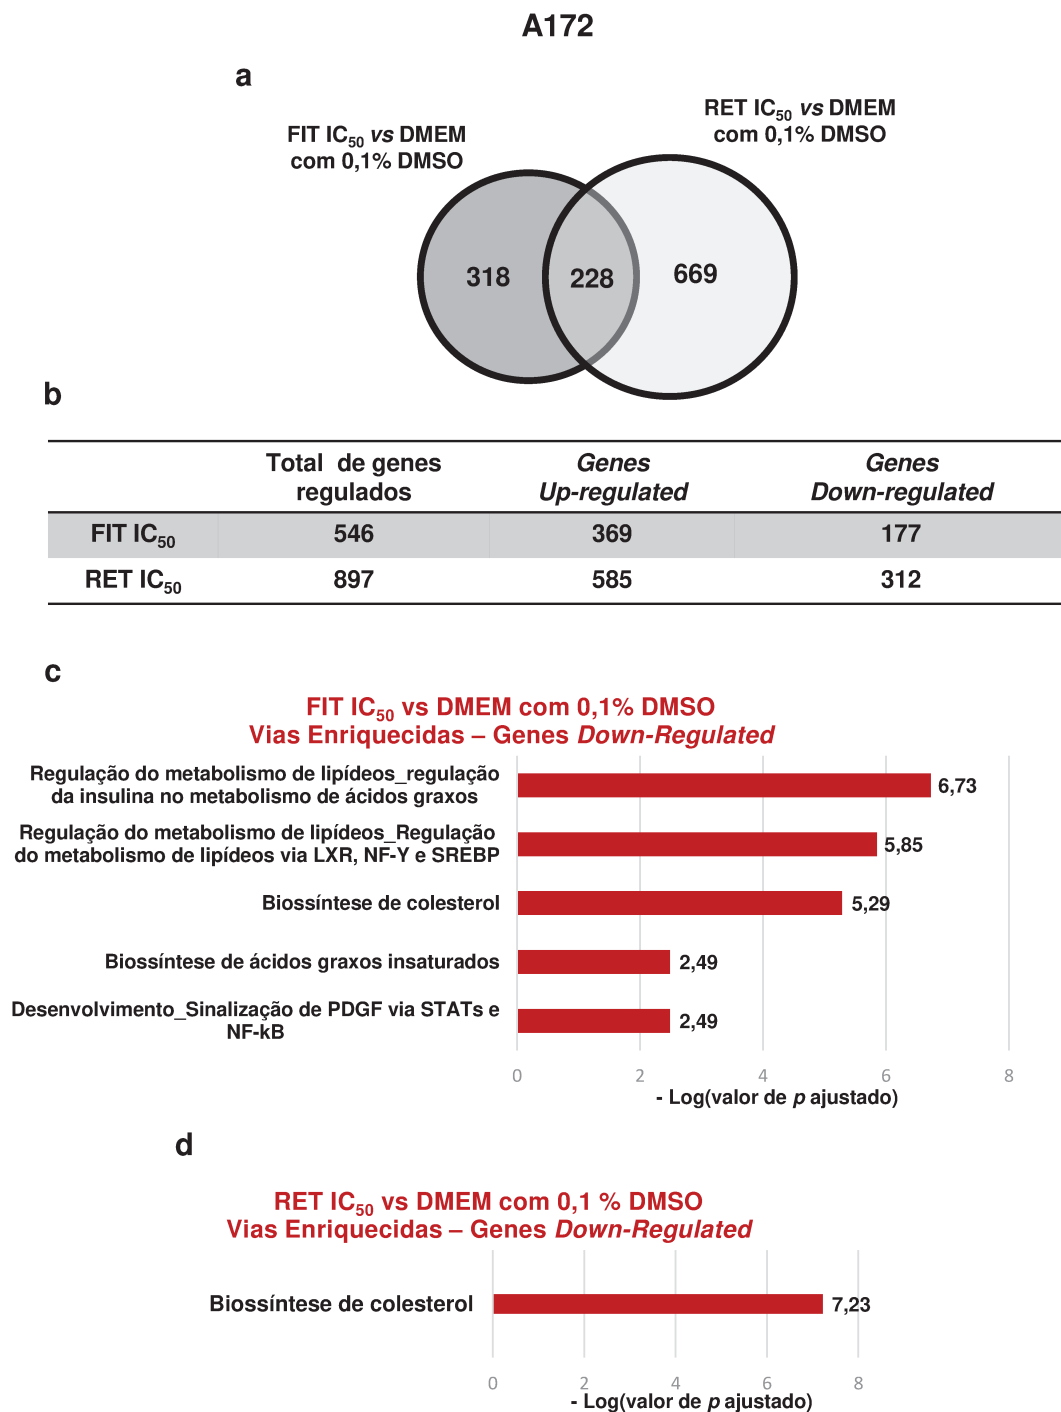 A172
a
FIT IC50 vs DMEM
com 0,1% DMSO
RET IC50 vs DMEM
com 0,1% DMSO
318
228
669
b
Total de genes
regulados
Genes
Up-regulated
Genes
Down-regulated
FIT IC50 546 369 177
RET IC50 897 585 312
c
FIT IC50 vs DMEM com 0,1% DMSO
Vias Enriquecidas – Genes Down-Regulated
Regulação do metabolismo de lipídeos_regulação
da insulina no metabolismo de ácidos graxos
6,73
Regulação do metabolismo de lipídeos_Regulação
do metabolismo de lipídeos via LXR, NF-Y e SREBP
5,85
Biossíntese de colesterol
5,29
Biossíntese de ácidos graxos insaturados
2,49
Desenvolvimento_Sinalização de PDGF via STATs e
NF-kB
2,49
0 2 4 6 8
- Log(valor de p ajustado)
d
RET IC50 vs DMEM com 0,1 % DMSO
Vias Enriquecidas – Genes Down-Regulated
Biossíntese de colesterol
7,23
0 2 4 6 8
- Log(valor de p ajustado)